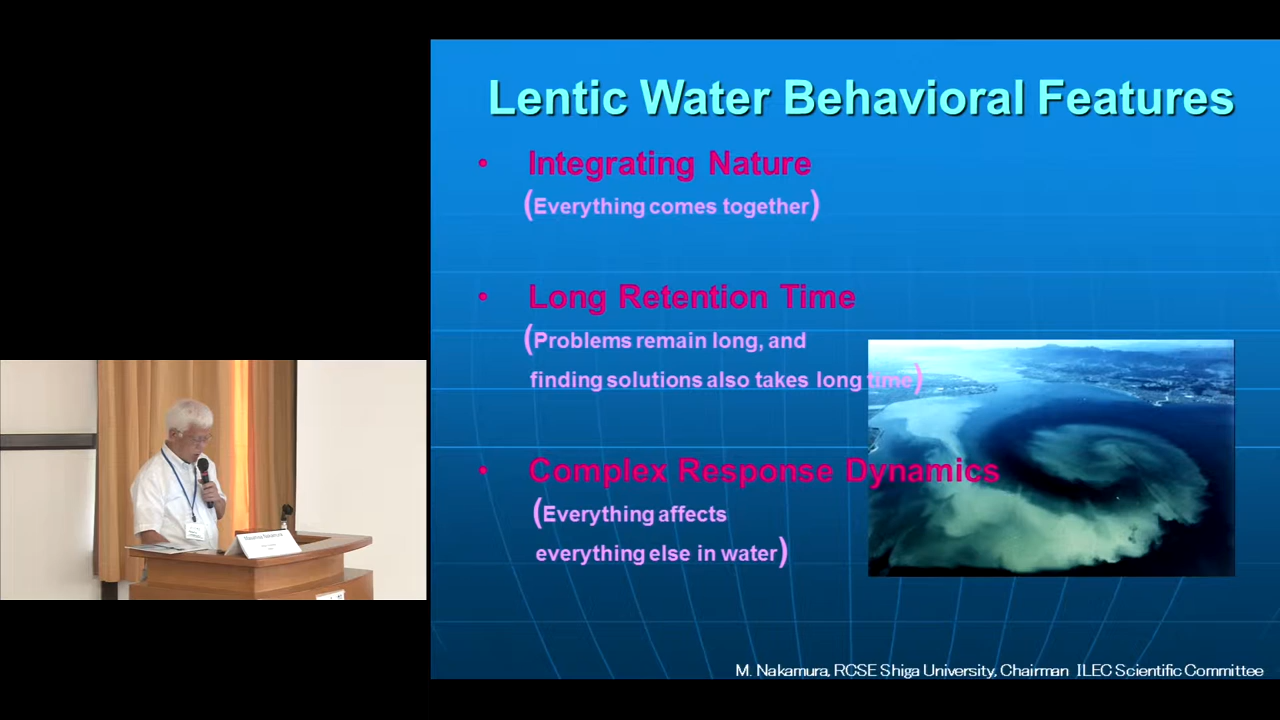 Lentic Water Behavioral Features
• Integrating Nature
(Everything comes together)
• Long Retention Time
(Problems remain long, and
finding solutions also takes long time)
• Complex Response Dynamics
(Everything affects
everything else in water)
M. Nakamura, RCSE Shiga University, Chairman ILEC Scientific Committee